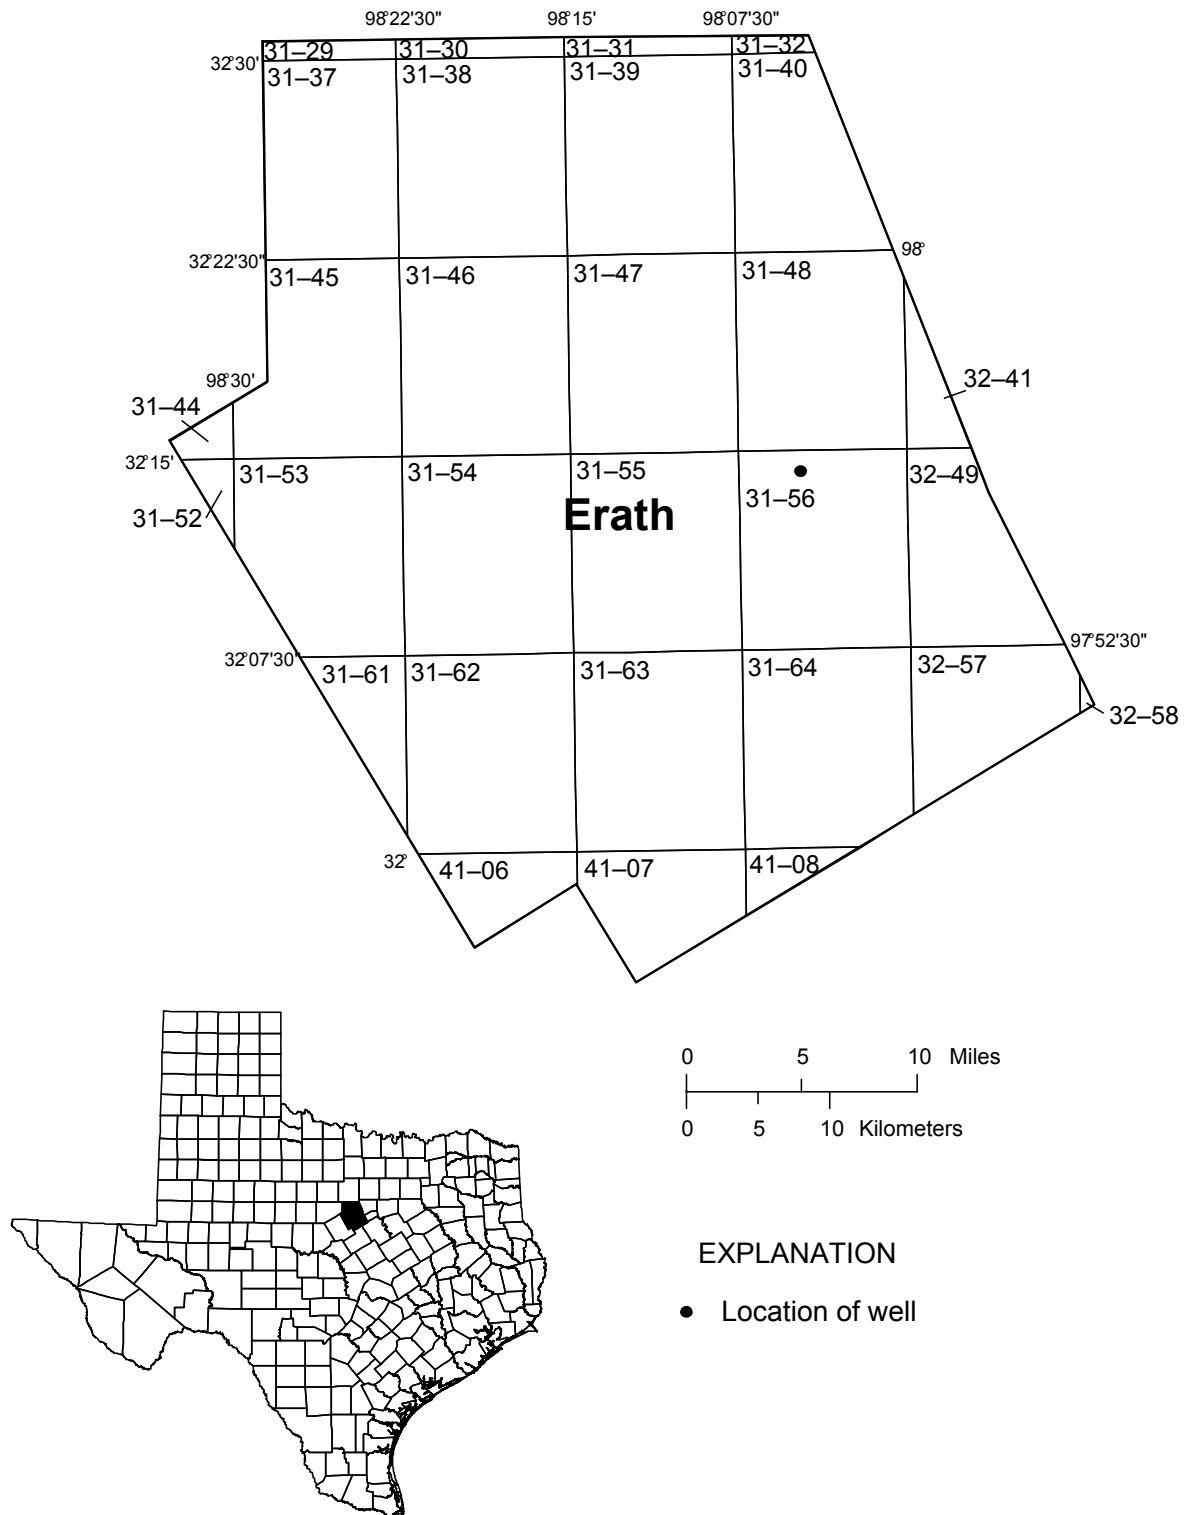 98°22'30" 98°15' 98°07'30"
31–29 31–30 31–31 31–32
32°30'
31–37 31–38 31–39 31–40
98°
32°22'30"
31–45 31–46 31–47 31–48
98°30' 32–41
31–44
32°15'
31–53 31–54 31–55 32–49
31–56
31–52 Erath
97°52'30"
32°07'30"
31–61 31–62 31–63 31–64 32–57
32–58
32°
41–06 41–07 41–08
0 5 10 Miles
0 5 10 Kilometers
EXPLANATION
Location of well